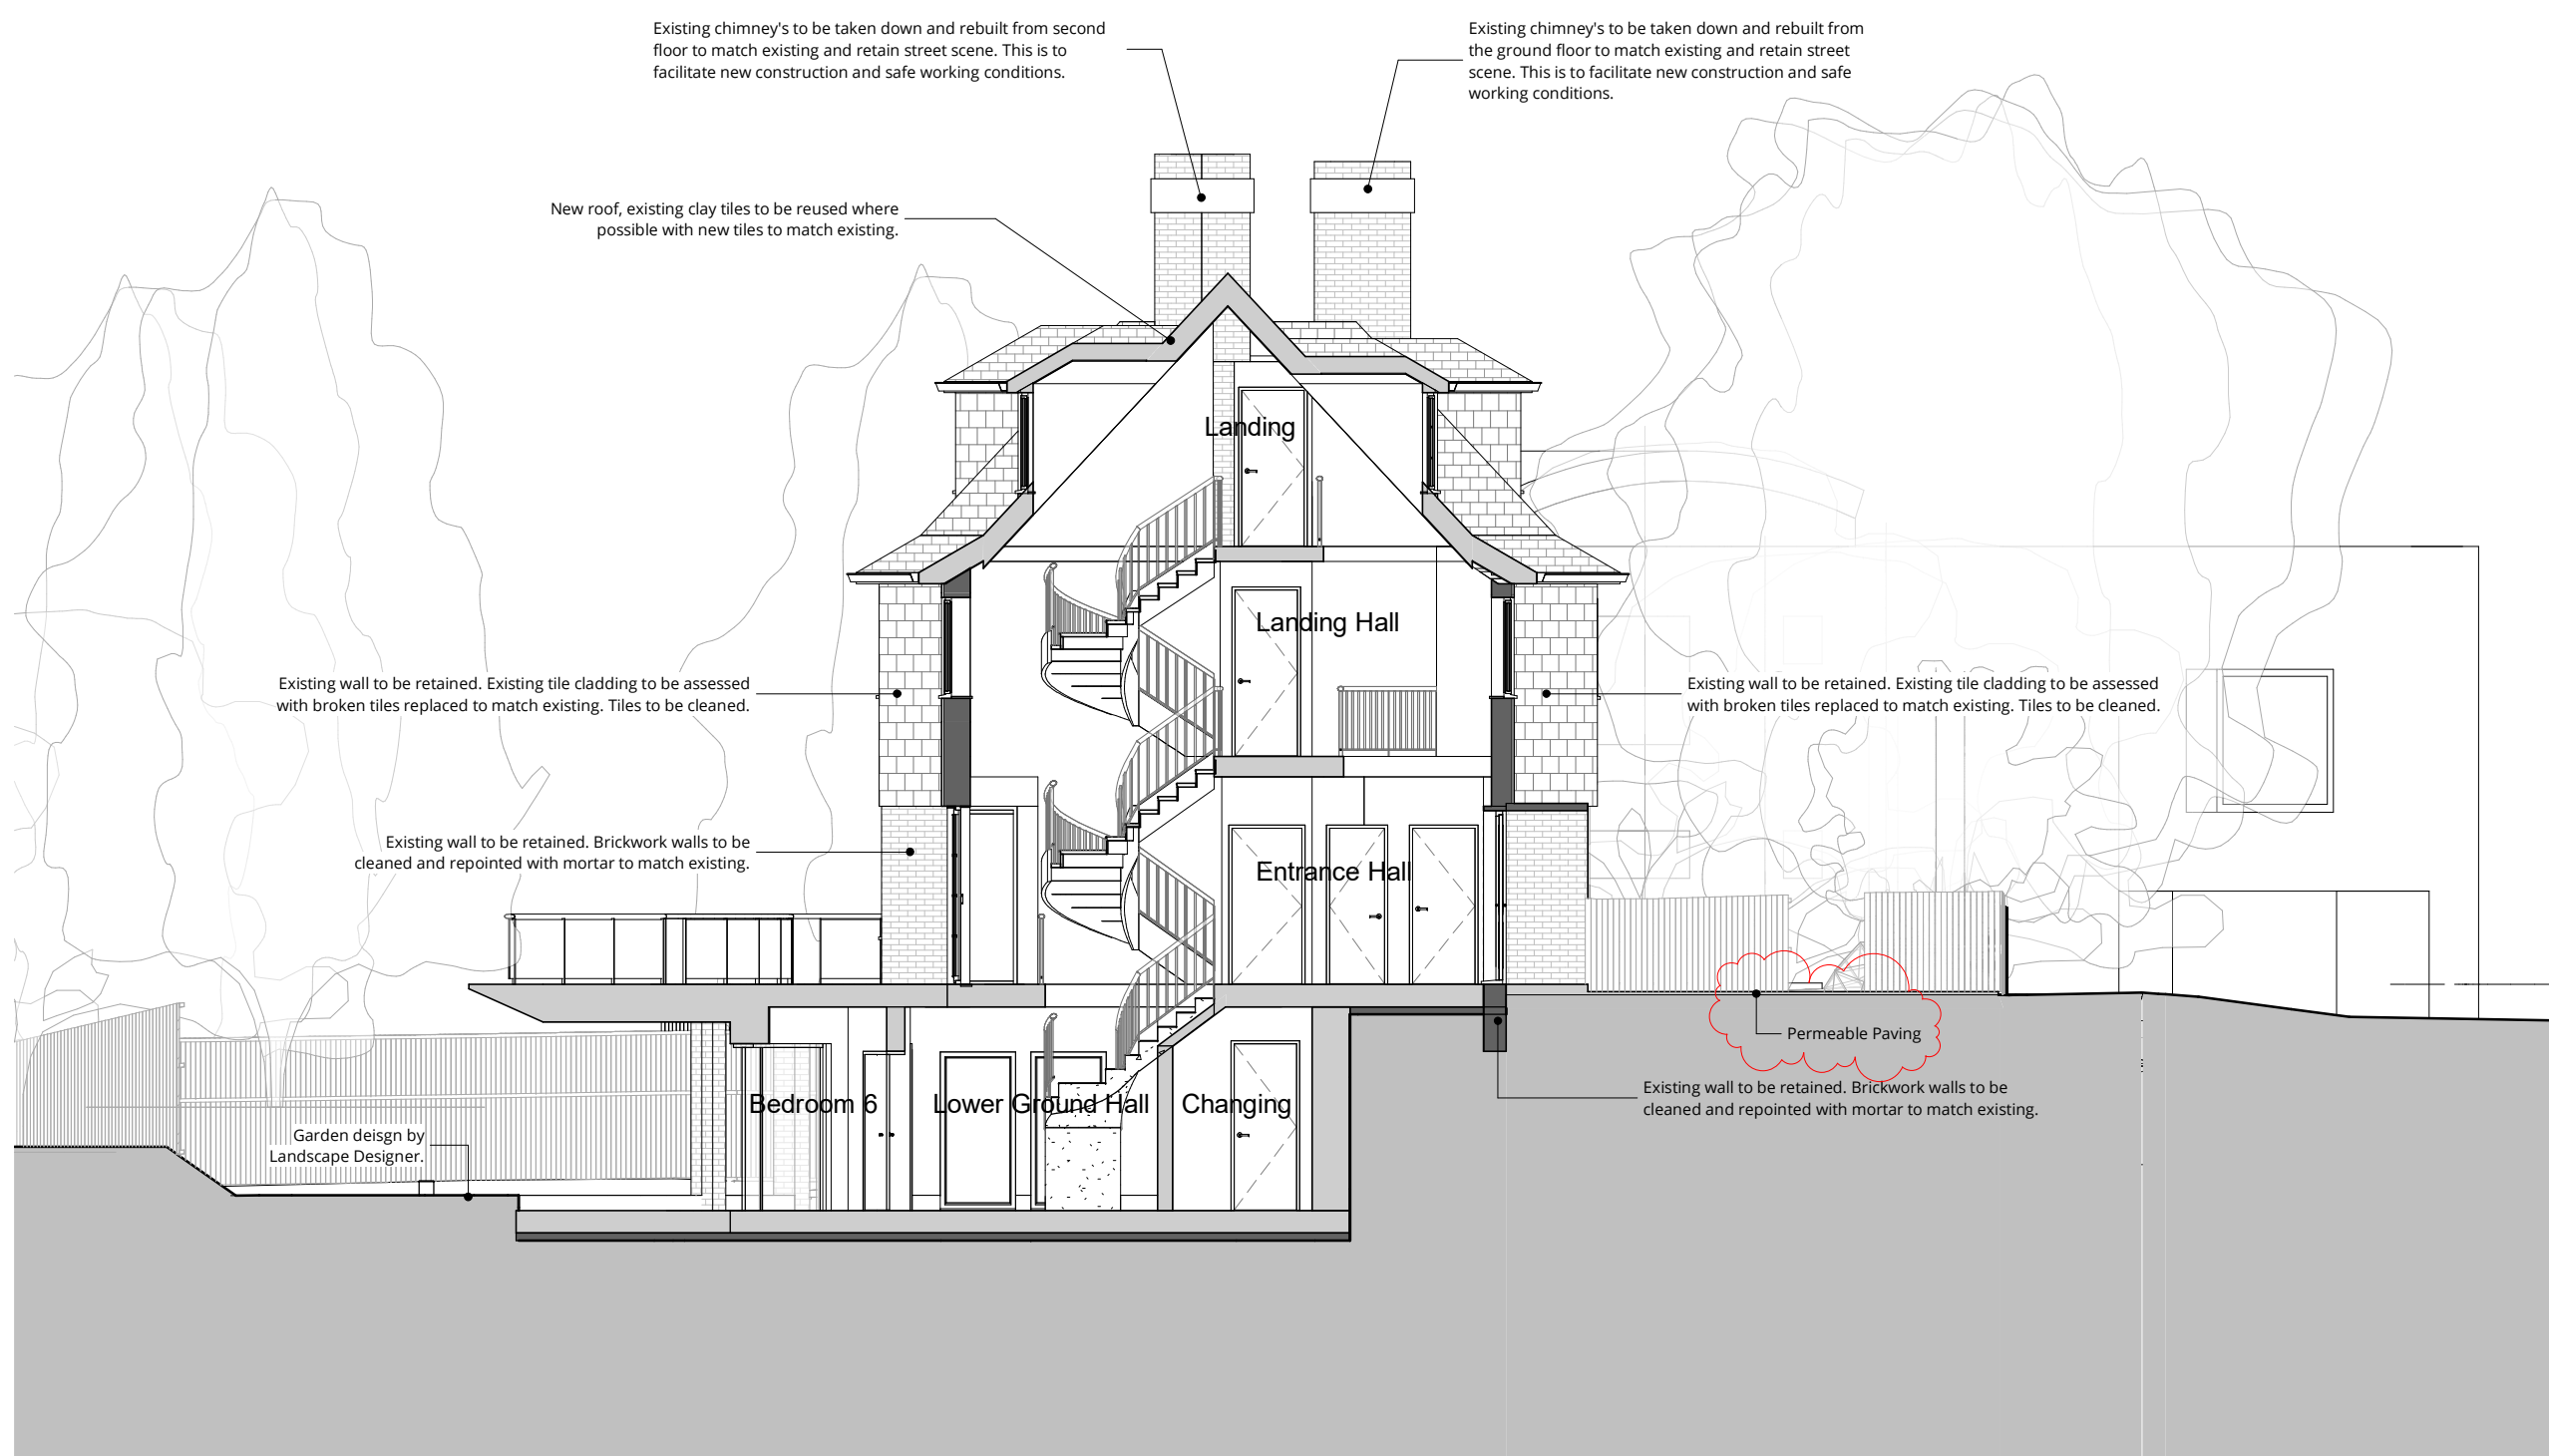 Existing chimney's to be taken down and rebuilt from second
floor to match existing and retain street scene. This is to
facilitate new construction and safe working conditions.
Existing chimney's to be taken down and rebuilt from
the ground floor to match existing and retain street
scene. This is to facilitate new construction and safe
working conditions.
New roof, existing clay tiles to be reused where
possible with new tiles to match existing.
Landing
Landing Hall
Existing wall to be retained. Existing tile cladding to be assessed
with broken tiles replaced to match existing. Tiles to be cleaned.
Existing wall to be retained. Existing tile cladding to be assessed
with broken tiles replaced to match existing. Tiles to be cleaned.
Existing wall to be retained. Brickwork walls to be
cleaned and repointed with mortar to match existing.
Entrance Hall
Permeable Paving
Existing wall to be retained. Brickwork walls to be
cleaned and repointed with mortar to match existing.
Bedroom 6
Lower Ground Hall
Changing
Garden deisgn by
Landscape Designer.